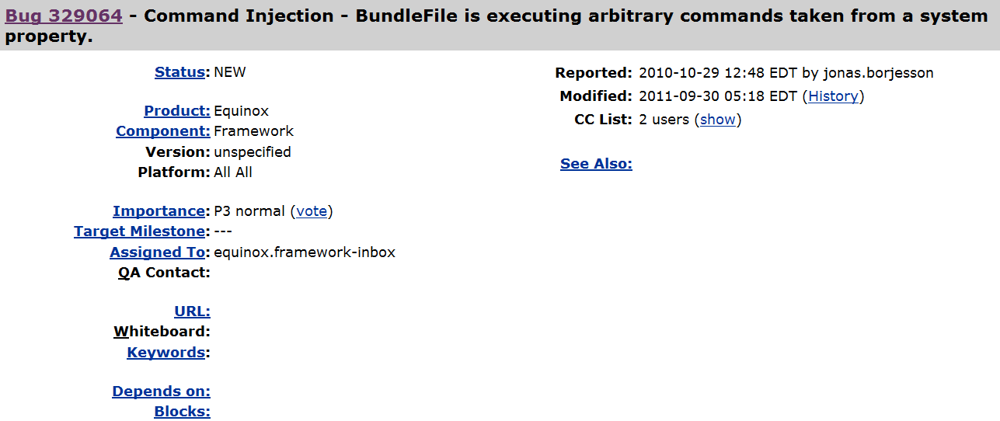 Bug 329064 - Command Injection - BundleFile is executing arbitrary commands taken from a system
property.
Status: NEW
Product: Equinox
Component: Framework
Version: unspecified
Platform: All All
Importance: P3 normal (vote)
Target Milestone: ---
Assigned To: equinox.framework-inbox
QA Contact:
URL:
Whiteboard:
Keywords:
Depends on:
Blocks:
Reported: 2010-10-29 12:48 EDT by jonas.borjesson
Modified: 2011-09-30 05:18 EDT (History)
CC List: 2 users (show)
See Also: